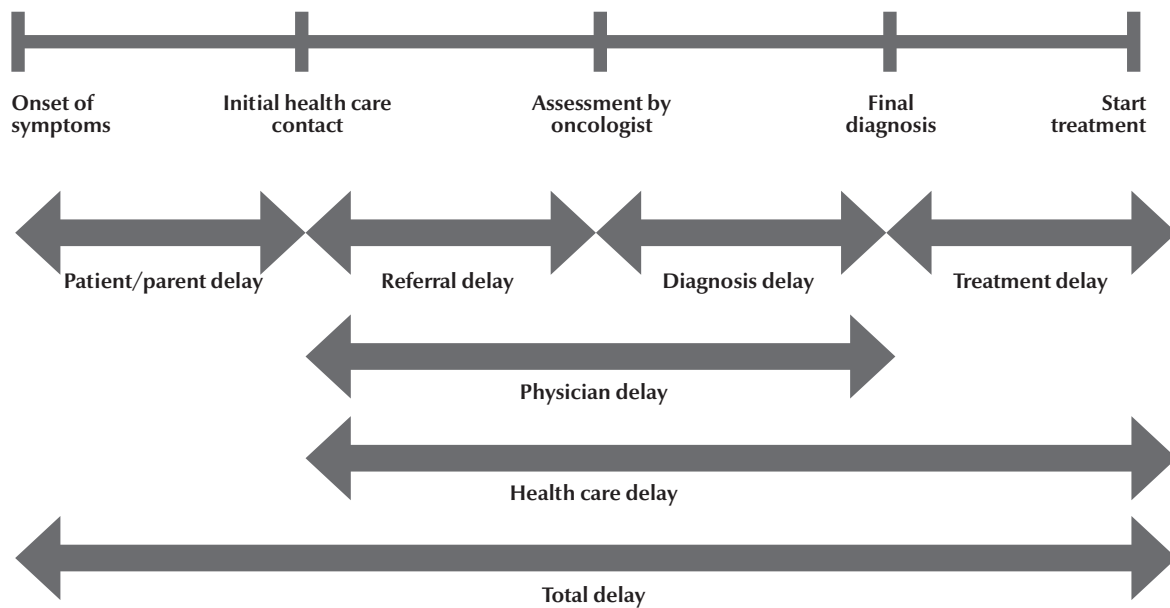 Onset of
symptoms
Initial health care
contact
Assessment by
oncologist
Final
diagnosis
Start
treatment
Patient/parent delay
Referral delay
Diagnosis delay
Treatment delay
Physician delay
Health care delay
Total delay